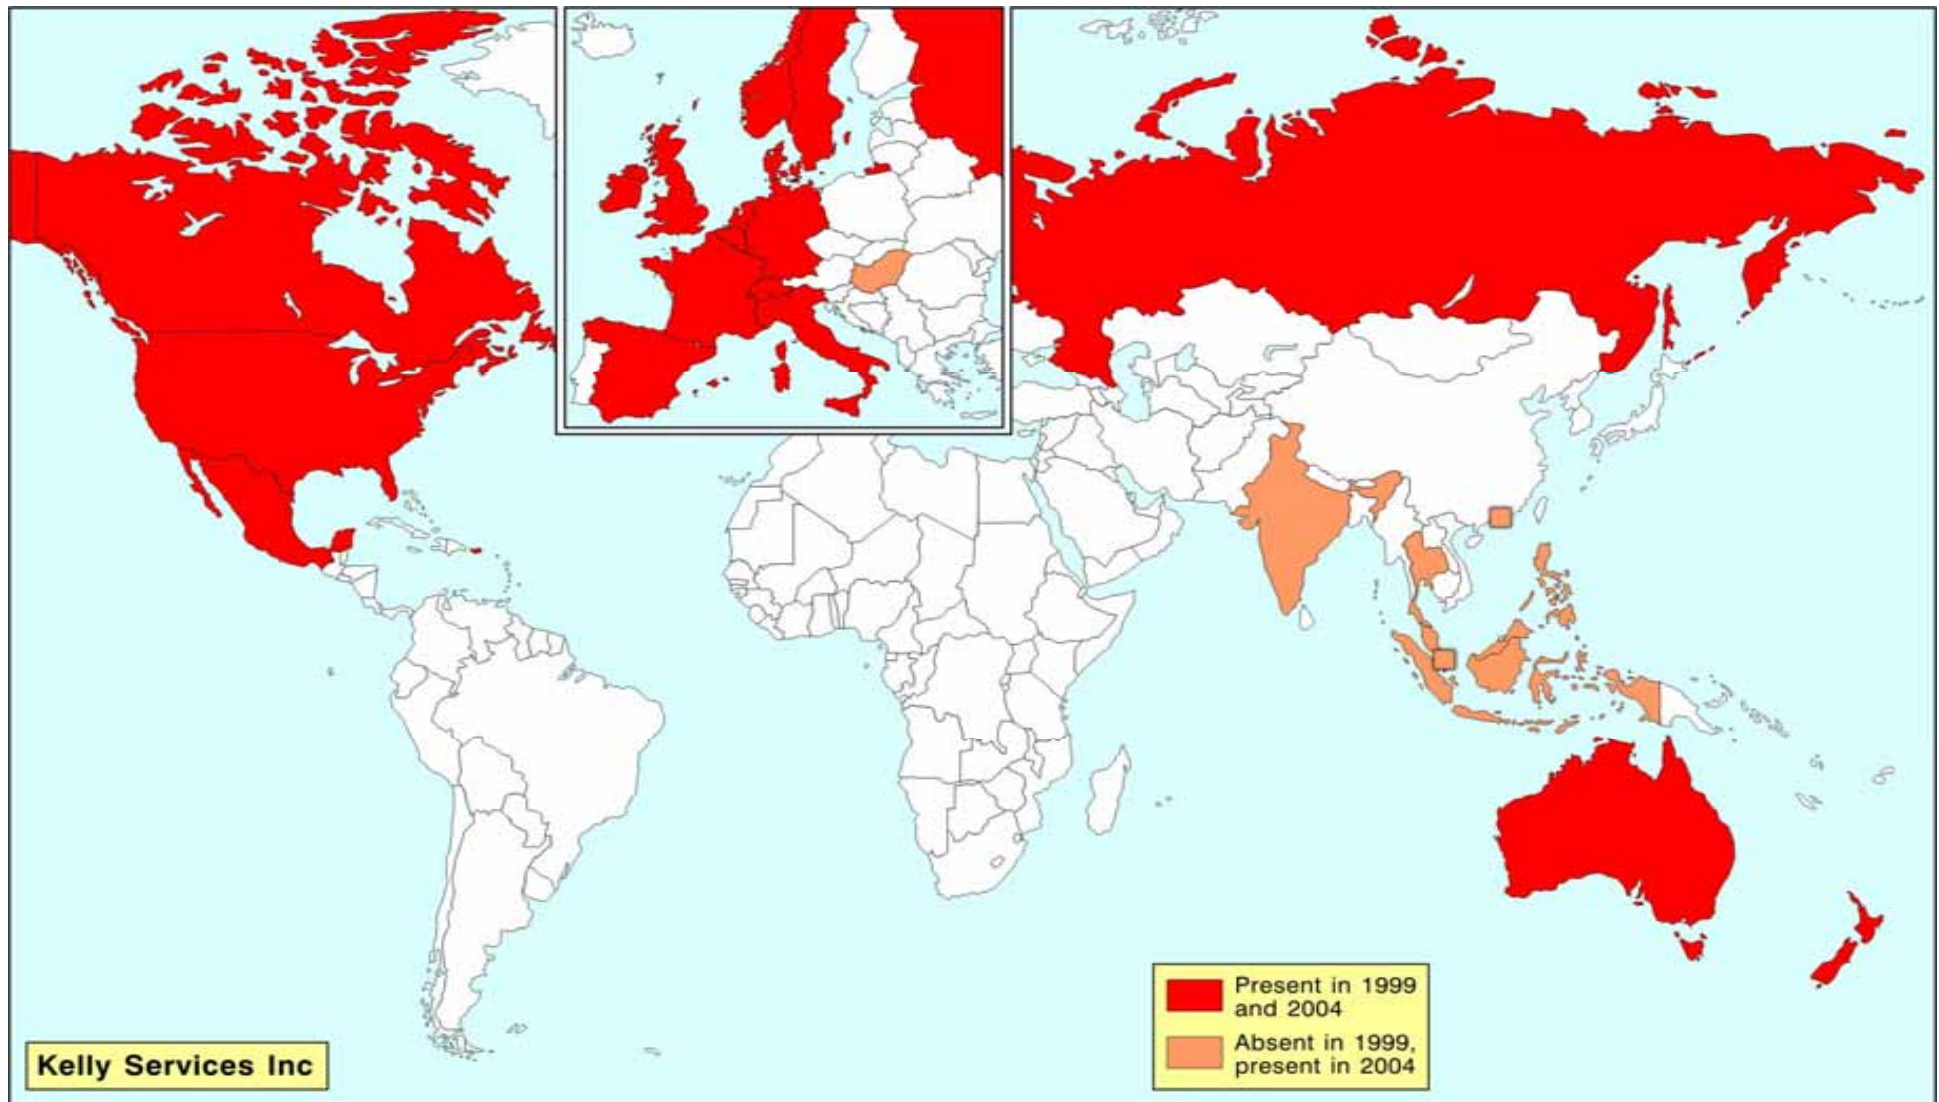 Present in 1999
and 2004
Absent in 1999,
present in 2004
Kelly Services Inc